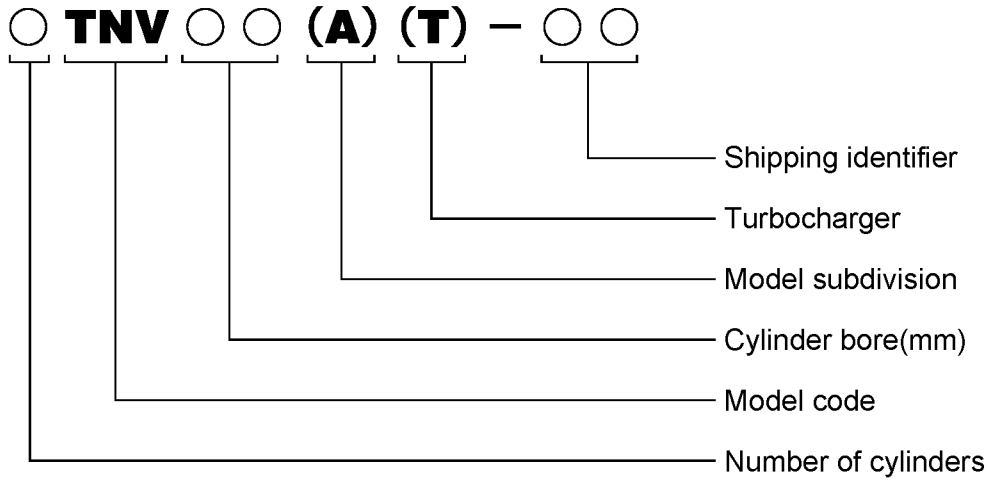 ○ TNV ○ ○ (A) (T) – ○ ○
Shipping identifier
Turbocharger
Model subdivision
Cylinder bore(mm)
Model code
Number of cylinders